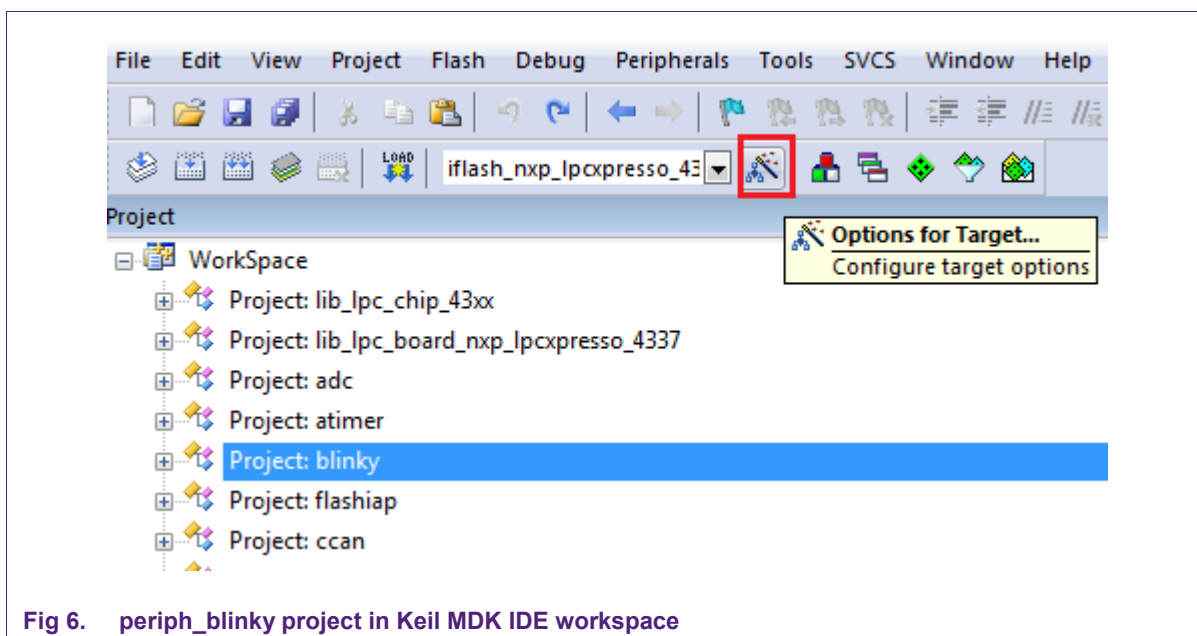 File Edit View Project Flash Debug Peripherals Tools SVCS Window Help
LOAD iflash_nxp_lpcxpresso_43
Project
Options for Target...
Configure target options
WorkSpace
Project: lib_lpc_chip_43xx
Project: lib_lpc_board_nxp_lpcxpresso_4337
Project: adc
Project: atimer
Project: blinky
Project: flashiap
Project: ccan
Fig 6. periph_blinky project in Keil MDK IDE workspace